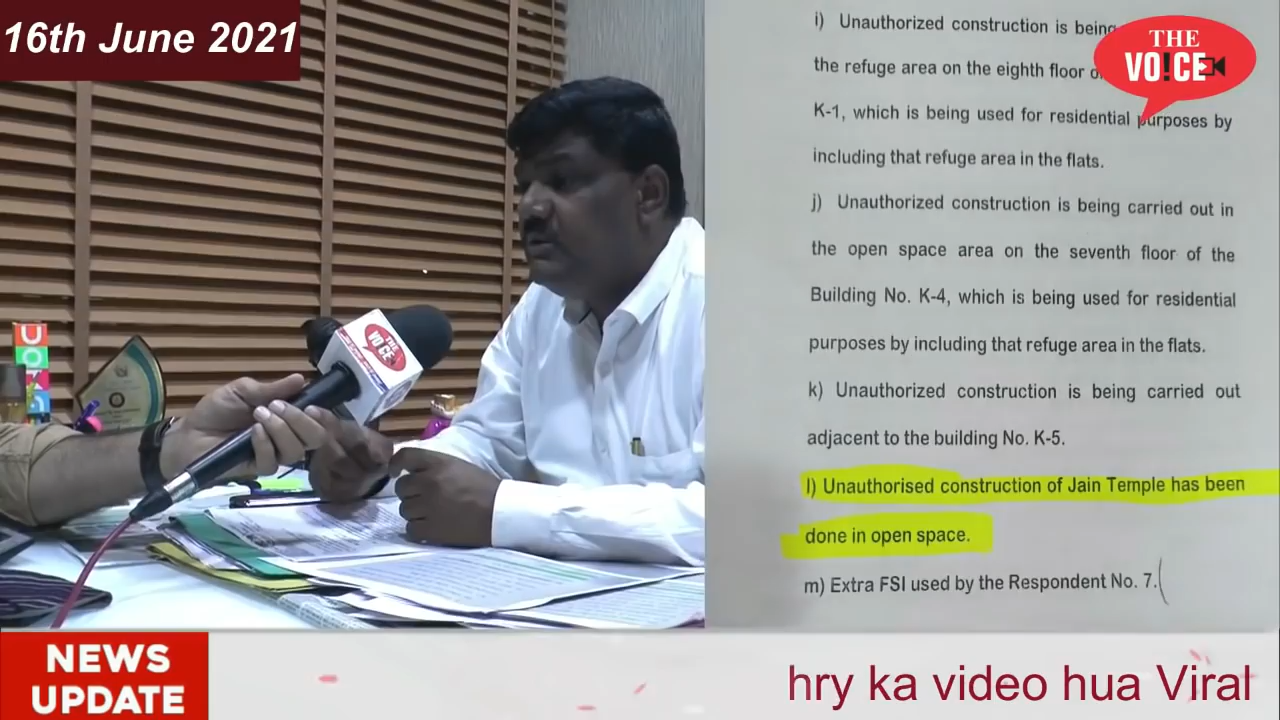 16th June 2021
THE
VO!CE
i) Unauthorized construction is being
the refuge area on the eighth floor o
K-1, which is being used for residential purposes by
including that refuge area in the flats.
j) Unauthorized construction is being carried out in
the open space area on the seventh floor of the
Building No. K-4, which is being used for residential
purposes by including that refuge area in the flats.
k) Unauthorized construction is being carried out
adjacent to the building No. K-5.
l) Unauthorised construction of Jain Temple has been
done in open space.
m) Extra FSI used by the Respondent No. 7.
THE
VO!CE
NEWS
UPDATE
hry ka video hua Viral